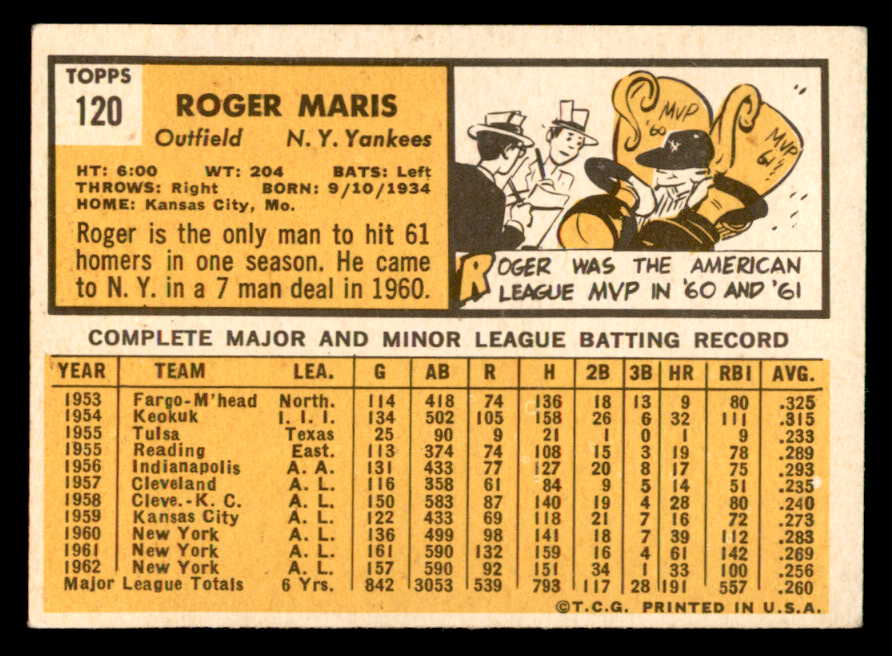 TOPPS
120
ROGER MARIS
Outfield N.Y. Yankees
HT: 6:00 WT: 204 BATS: Left
THROWS: Right BORN: 9/10/1934
HOME: Kansas City, Mo.
Roger is the only man to hit 61
homers in one season. He came
to N. Y. in a 7 man deal in 1960.
MVP
'60
MVP
'61
ROGER WAS THE AMERICAN
LEAGUE MVP IN '60 AND '61
COMPLETE MAJOR AND MINOR LEAGUE BATTING RECORD
YEAR TEAM LEA. G AB R H 2B 3B HR RBI AVG.
1953 Fargo-M'head North. 114 418 74 136 18 13 9 80 .325
1954 Keokuk I. I. I. 134 502 105 158 26 6 32 111 .315
1955 Tulsa Texas 25 90 9 21 1 0 1 9 .233
1955 Reading East. 113 374 74 108 15 3 19 78 .289
1956 Indianapolis A. A. 131 433 77 127 20 8 17 75 .293
1957 Cleveland A. L. 116 358 61 84 9 5 14 51 .235
1958 Cleve.-K. C. A. L. 150 583 87 140 19 4 28 80 .240
1959 Kansas City A. L. 122 433 69 118 21 7 16 72 .273
1960 New York A. L. 136 499 98 141 18 7 39 112 .283
1961 New York A. L. 161 590 132 159 16 4 61 142 .269
1962 New York A. L. 157 590 92 151 34 1 33 100 .256
Major League Totals 6 Yrs. 842 3053 539 793 117 28 191 557 .260
©T.C.G. PRINTED IN U.S.A.